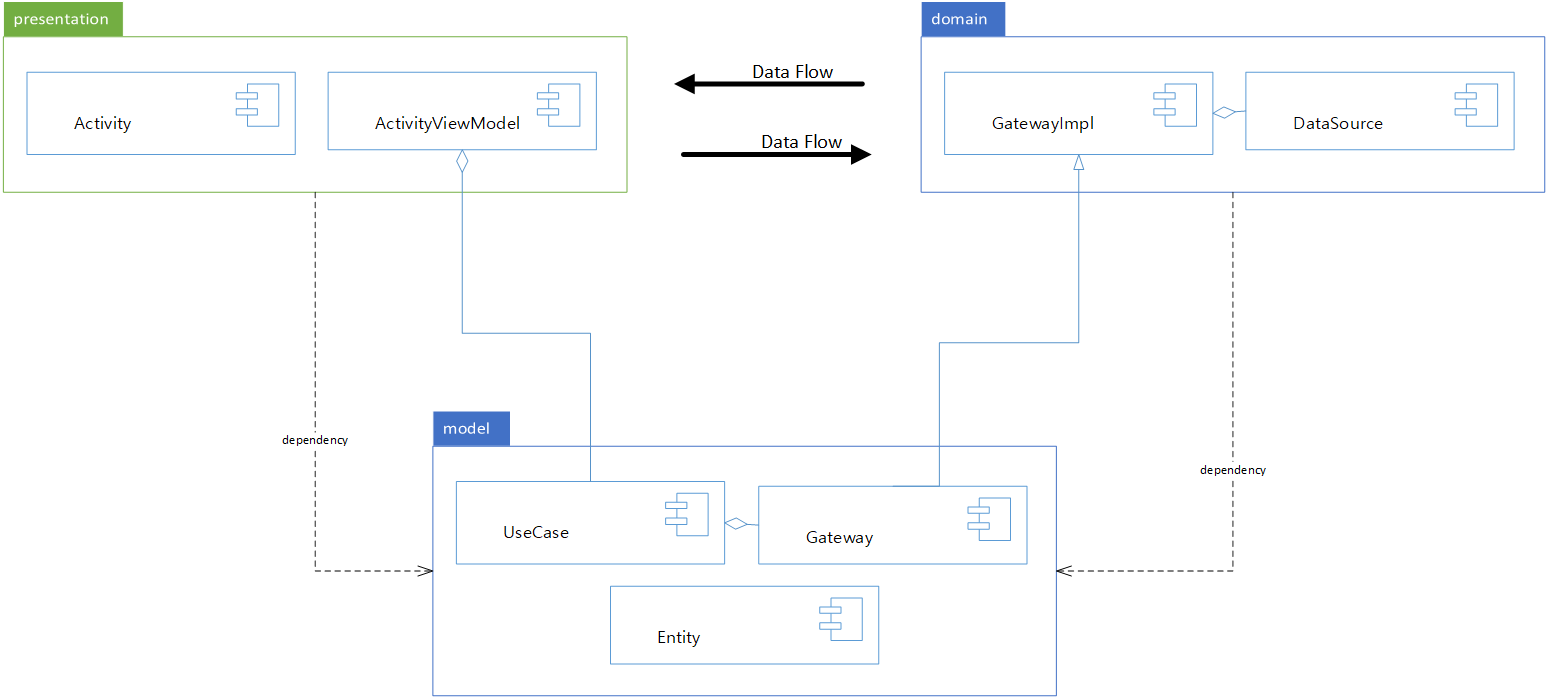 presentation
domain
Data Flow
Activity
ActivityViewModel
GatewayImpl
DataSource
Data Flow
model
dependency
dependency
UseCase
Gateway
Entity